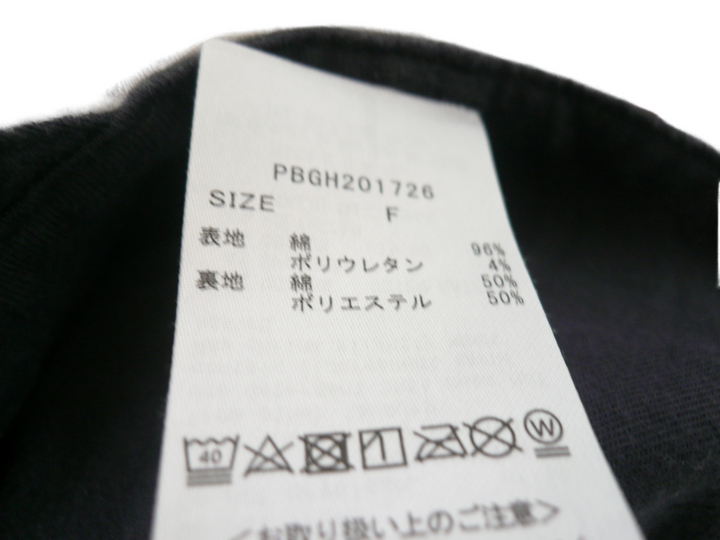 PBGH201726
SIZE F
表地 綿 96%
ポリウレタン 4%
裏地 綿 50%
ポリエステル 50%
40 W
＜お取り扱い上のご注意＞